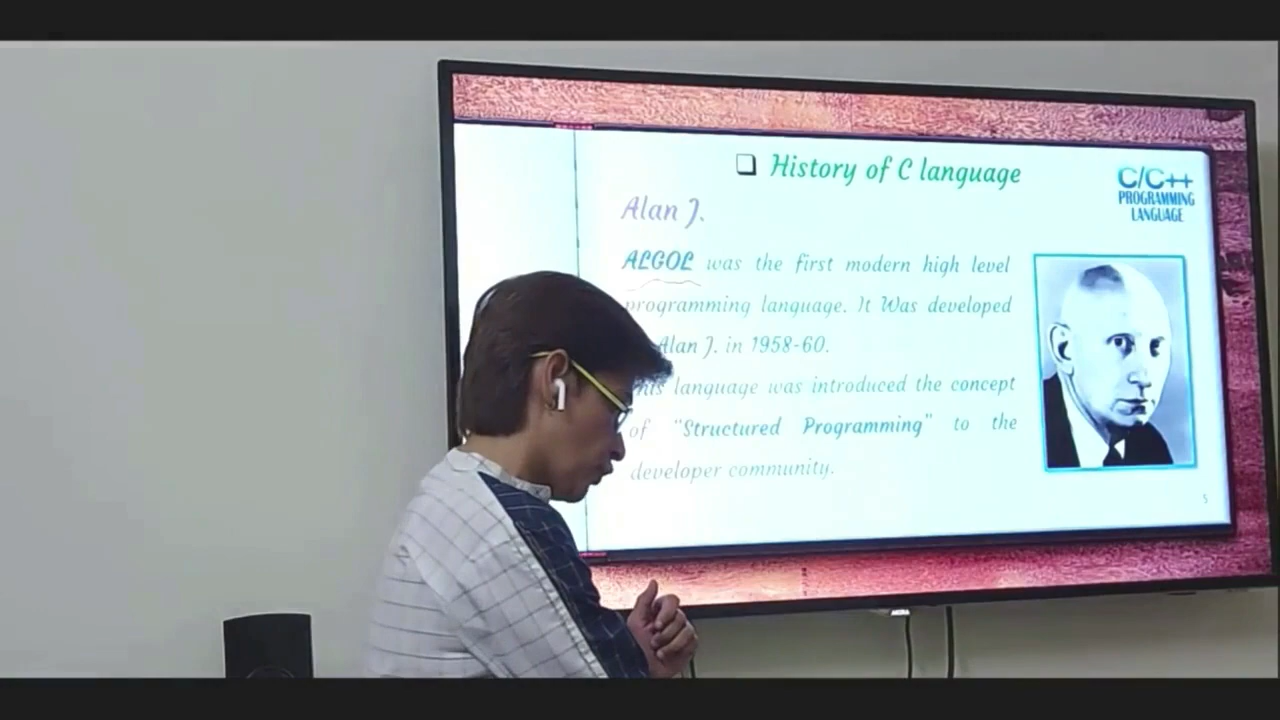 History of C language
C/C++
PROGRAMMING
LANGUAGE
Alan J.
ALGOL was the first modern high level
programming language. It Was developed
Alan J. in 1958-60.
This language was introduced the concept
of "Structured Programming" to the
developer community.
5